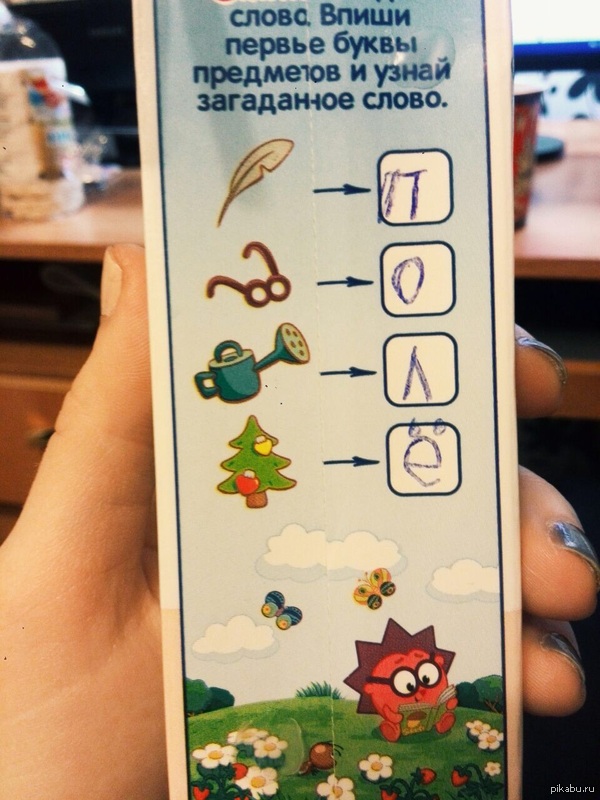 слово. Впиши
первые буквы
предметов и узнай
загаданное слово.
П
О
Л
Ё
pikabu.ru